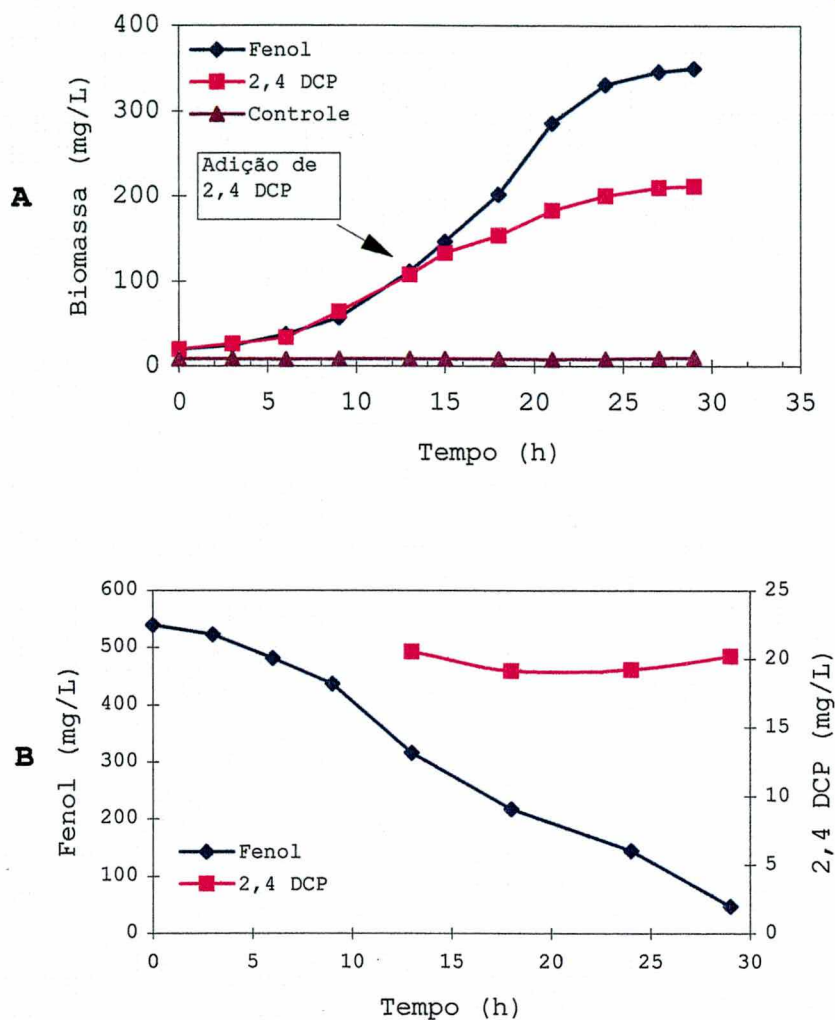 A
Biomassa (mg/L)
400
300
200
100
0
Fenol
2,4 DCP
Controle
Adição de
2,4 DCP
0 5 10 15 20 25 30 35
Tempo (h)
B
Fenol (mg/L)
600
500
400
300
200
100
0
Fenol
2,4 DCP
25
20
15
10
5
0
2,4 DCP (mg/L)
0 5 10 15 20 25 30
Tempo (h)